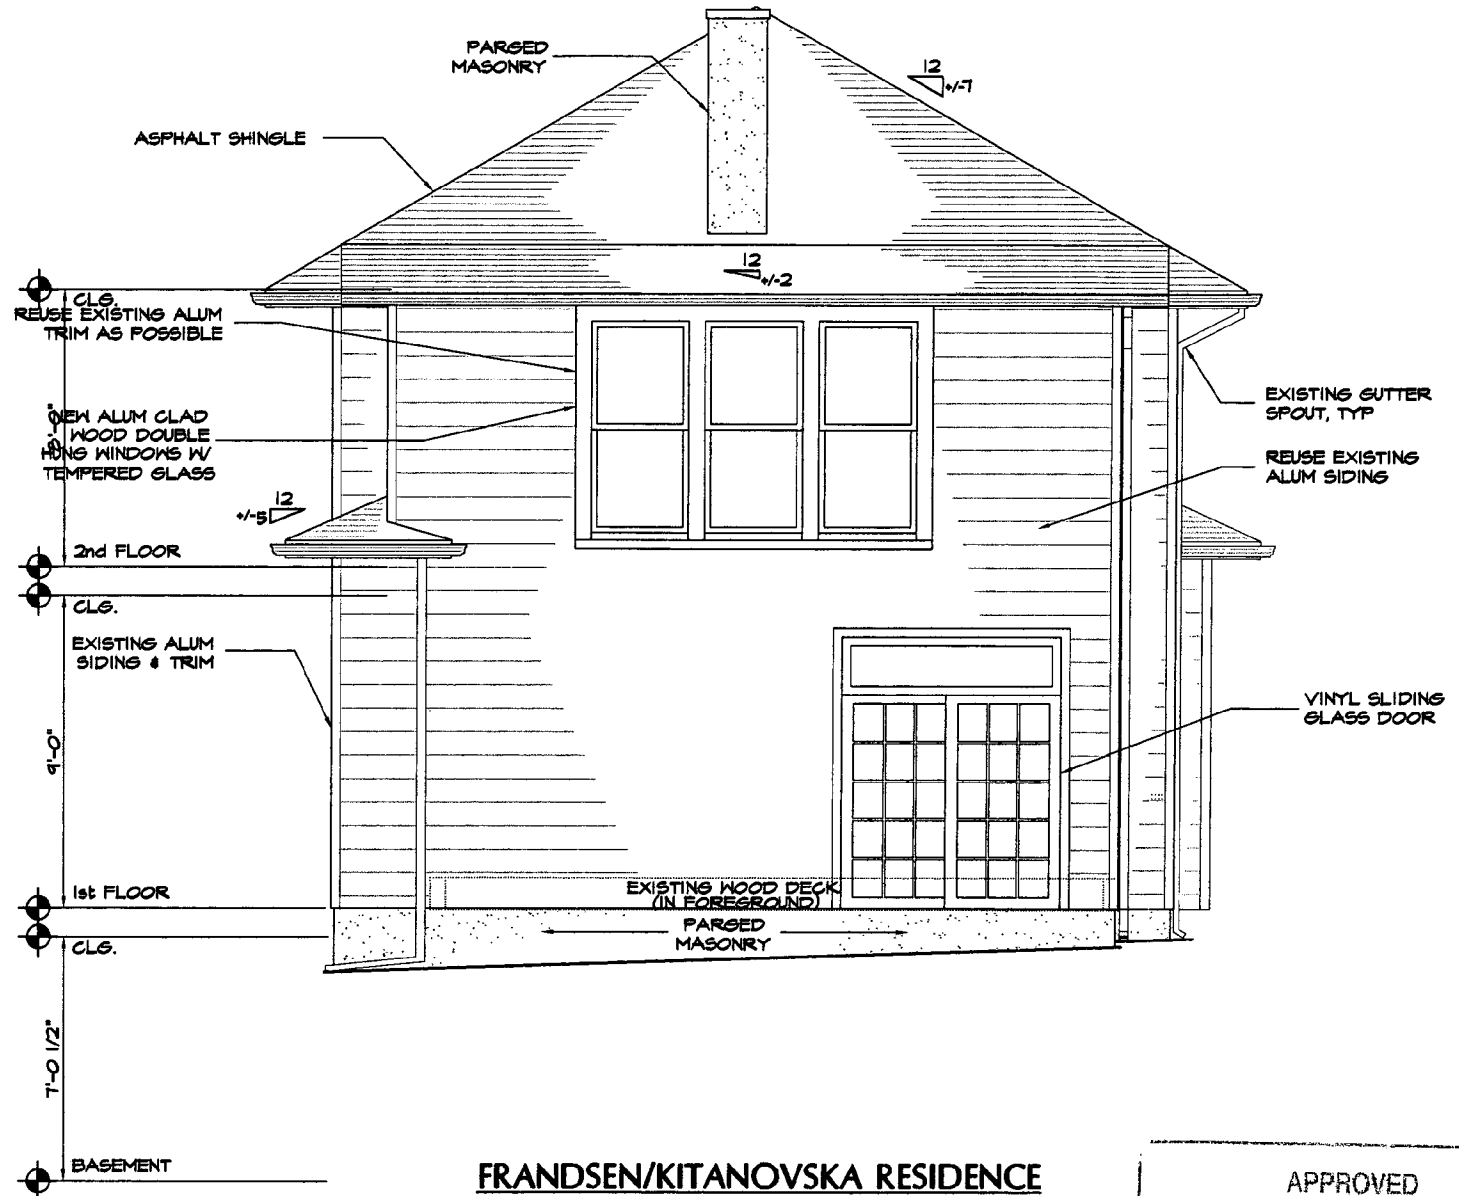 PARGED
MASONRY
12
+/-7
ASPHALT SHINGLE
12
+/-2
CLG.
REUSE EXISTING ALUM
TRIM AS POSSIBLE
EXISTING GUTTER
SPOUT, TYP
NEW ALUM CLAD
WOOD DOUBLE
HUNG WINDOWS W/
TEMPERED GLASS
REUSE EXISTING
ALUM SIDING
12
+/-5
2nd FLOOR
CLG.
EXISTING ALUM
SIDING & TRIM
VINYL SLIDING
GLASS DOOR
9'-0"
1st FLOOR
EXISTING WOOD DECK
(IN FOREGROUND)
PARGED
MASONRY
CLG.
7'-0 1/2"
BASEMENT
FRANDSEN/KITANOVSKA RESIDENCE
APPROVED